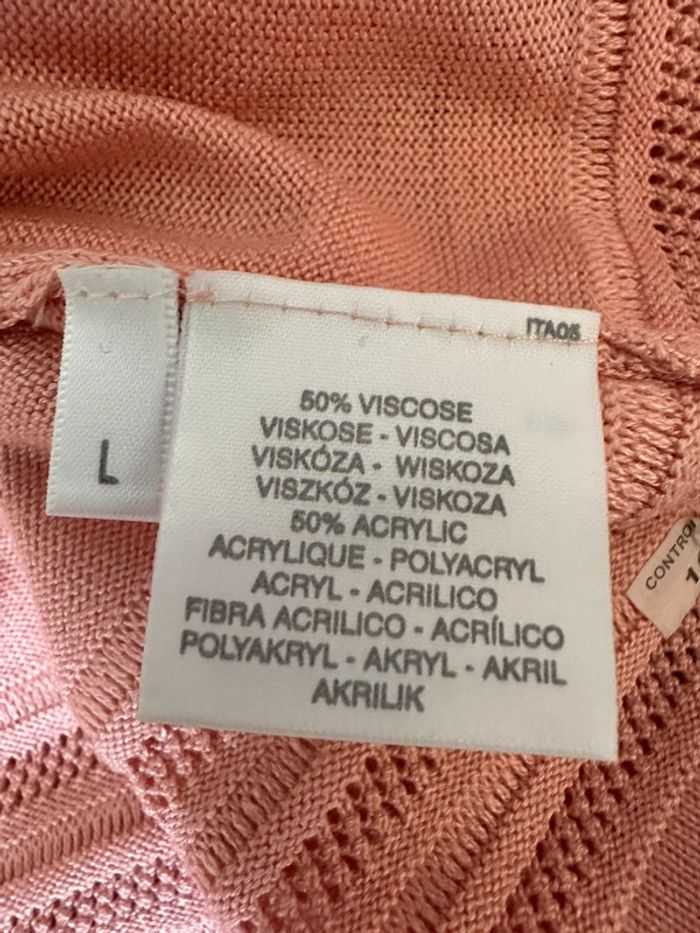 ITA05
50% VISCOSE
VISKOSE - VISCOSA
VISKÓZA - WISKOZA
VISZKÓZ - VISKOZA
50% ACRYLIC
ACRYLIQUE - POLYACRYL
ACRYL - ACRILICO
FIBRA ACRILICO - ACRÍLICO
POLYAKRYL - AKRYL - AKRIL
AKRILIK
L